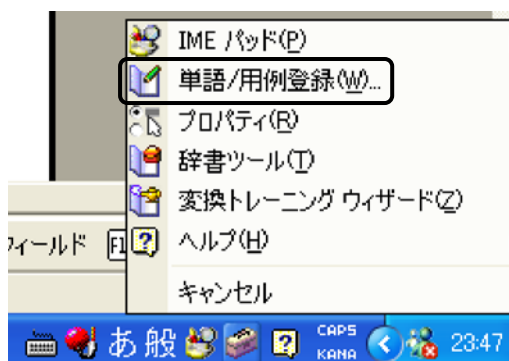 IME パッド(P)
単語/用例登録(W)...
プロパティ(R)
辞書ツール(T)
変換トレーニング ウィザード(Z)
ィールド F1
ヘルプ(H)
キャンセル
あ 般 CAPS KANA 23:47